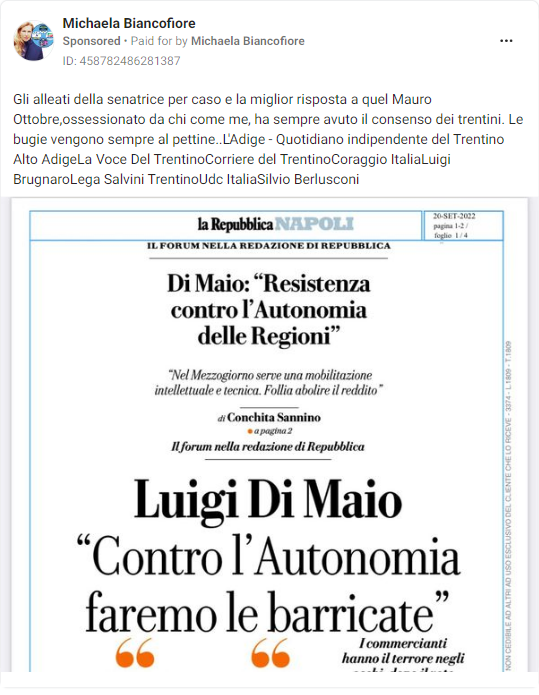 Michaela Biancofiore
Sponsored • Paid for by Michaela Biancofiore
ID: 458782486281387
Gli alleati della senatrice per caso e la miglior risposta a quel Mauro
Ottobre,ossessionato da chi come me, ha sempre avuto il consenso dei trentini. Le
bugie vengono sempre al pettine..L'Adige - Quotidiano indipendente del Trentino
Alto AdigeLa Voce Del TrentinoCorriere del TrentinoCoraggio ItaliaLuigi
BrugnaroLega Salvini TrentinoUdc ItaliaSilvio Berlusconi
la Repubblica NAPOLI
20-SET-2022
pagina 1-2 /
foglio 1 / 4
IL FORUM NELLA REDAZIONE DI REPUBBLICA
Di Maio: “Resistenza
contro l’Autonomia
delle Regioni”
“Nel Mezzogiorno serve una mobilitazione
intellettuale e tecnica. Follia abolire il reddito”
di Conchita Sannino
• a pagina 2
Il forum nella redazione di Repubblica
Luigi Di Maio
“Contro l’Autonomia
faremo le barricate”
“ “
I commercianti
hanno il terrore negli
NON CEDIBILE AD ALTRI AD USO ESCLUSIVO DEL CLIENTE CHE LO RICEVE - 3374 - L.1809 - T.1809